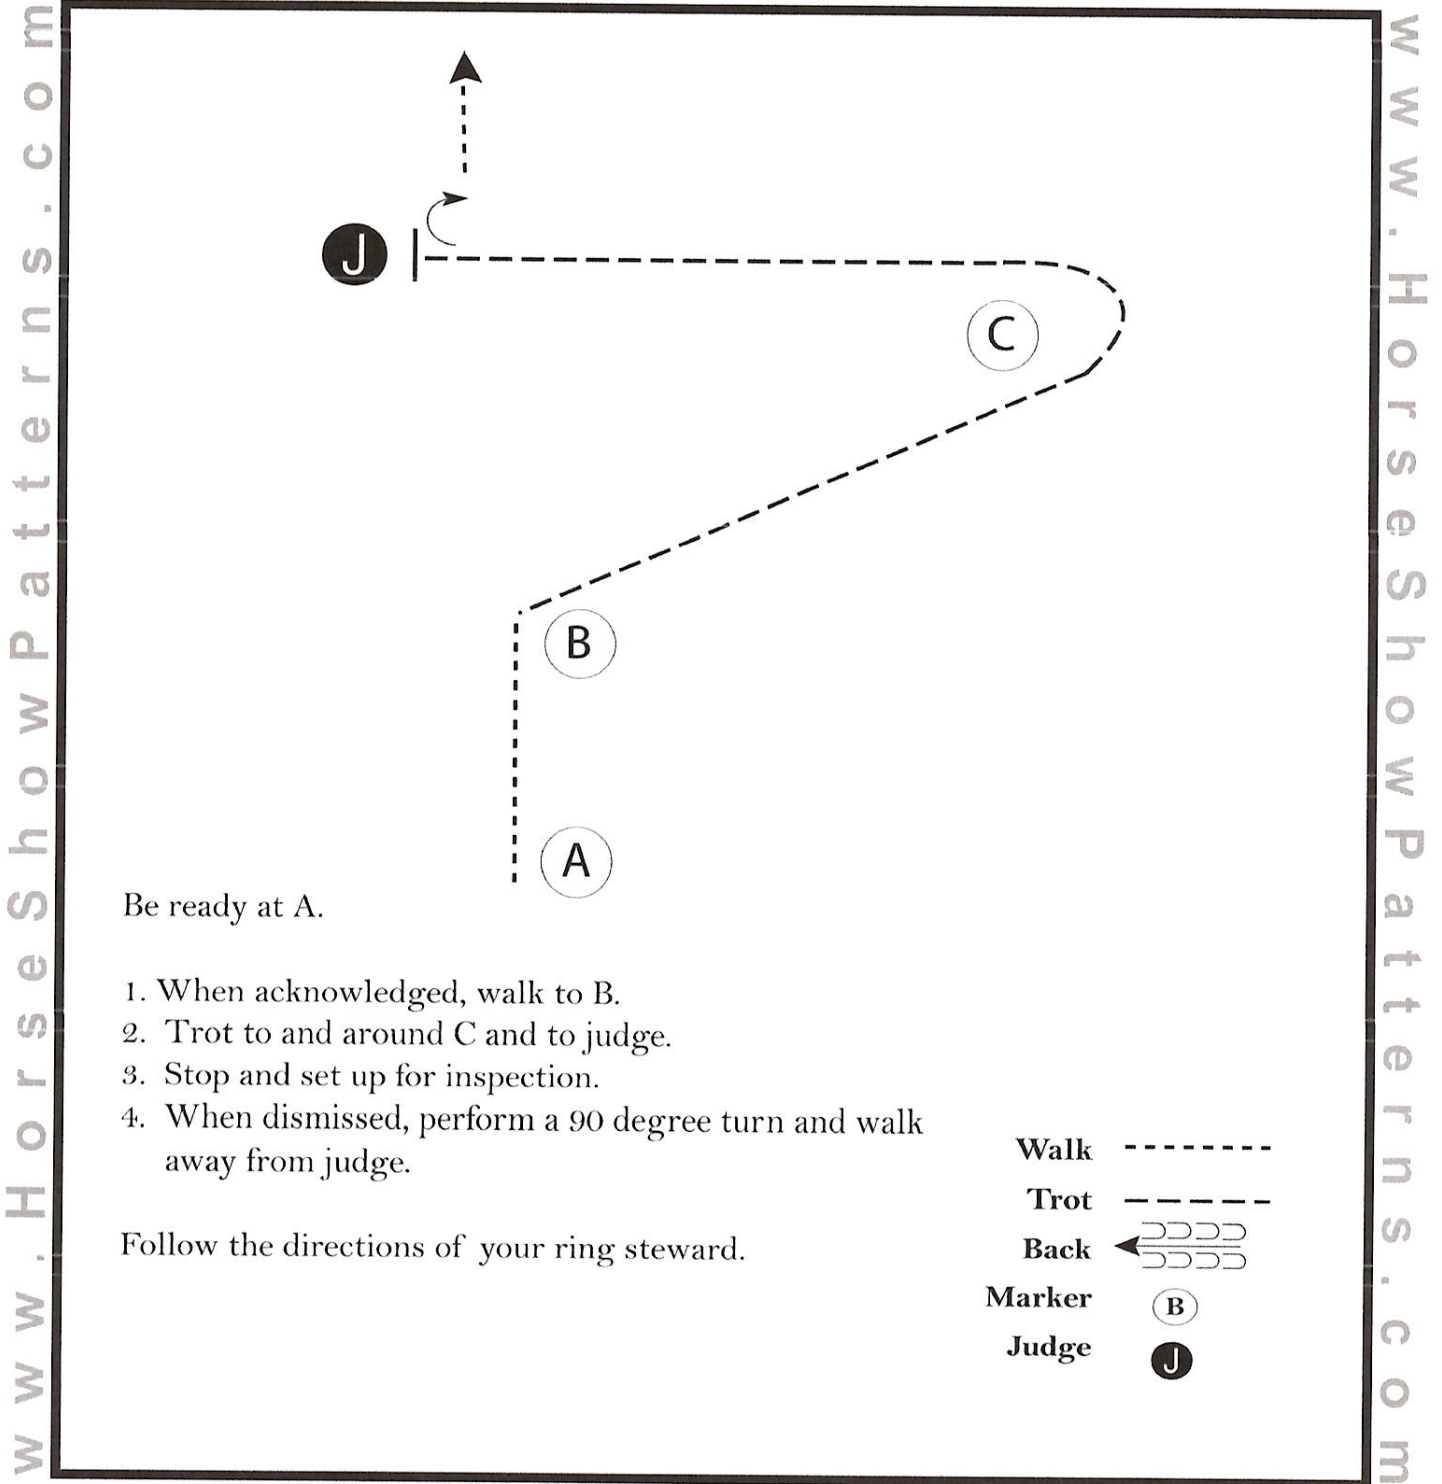 www.HorseShowPatterns.com
www.HorseShowPatterns.com
J
C
B
A
Be ready at A.
1. When acknowledged, walk to B.
2. Trot to and around C and to judge.
3. Stop and set up for inspection.
4. When dismissed, perform a 90 degree turn and walk
away from judge.
Follow the directions of your ring steward.
Walk
Trot
Back
Marker B
Judge J